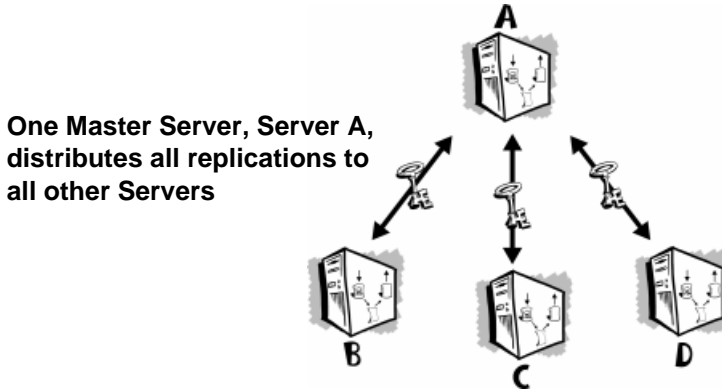 A
One Master Server, Server A,
distributes all replications to
all other Servers
B
C
D